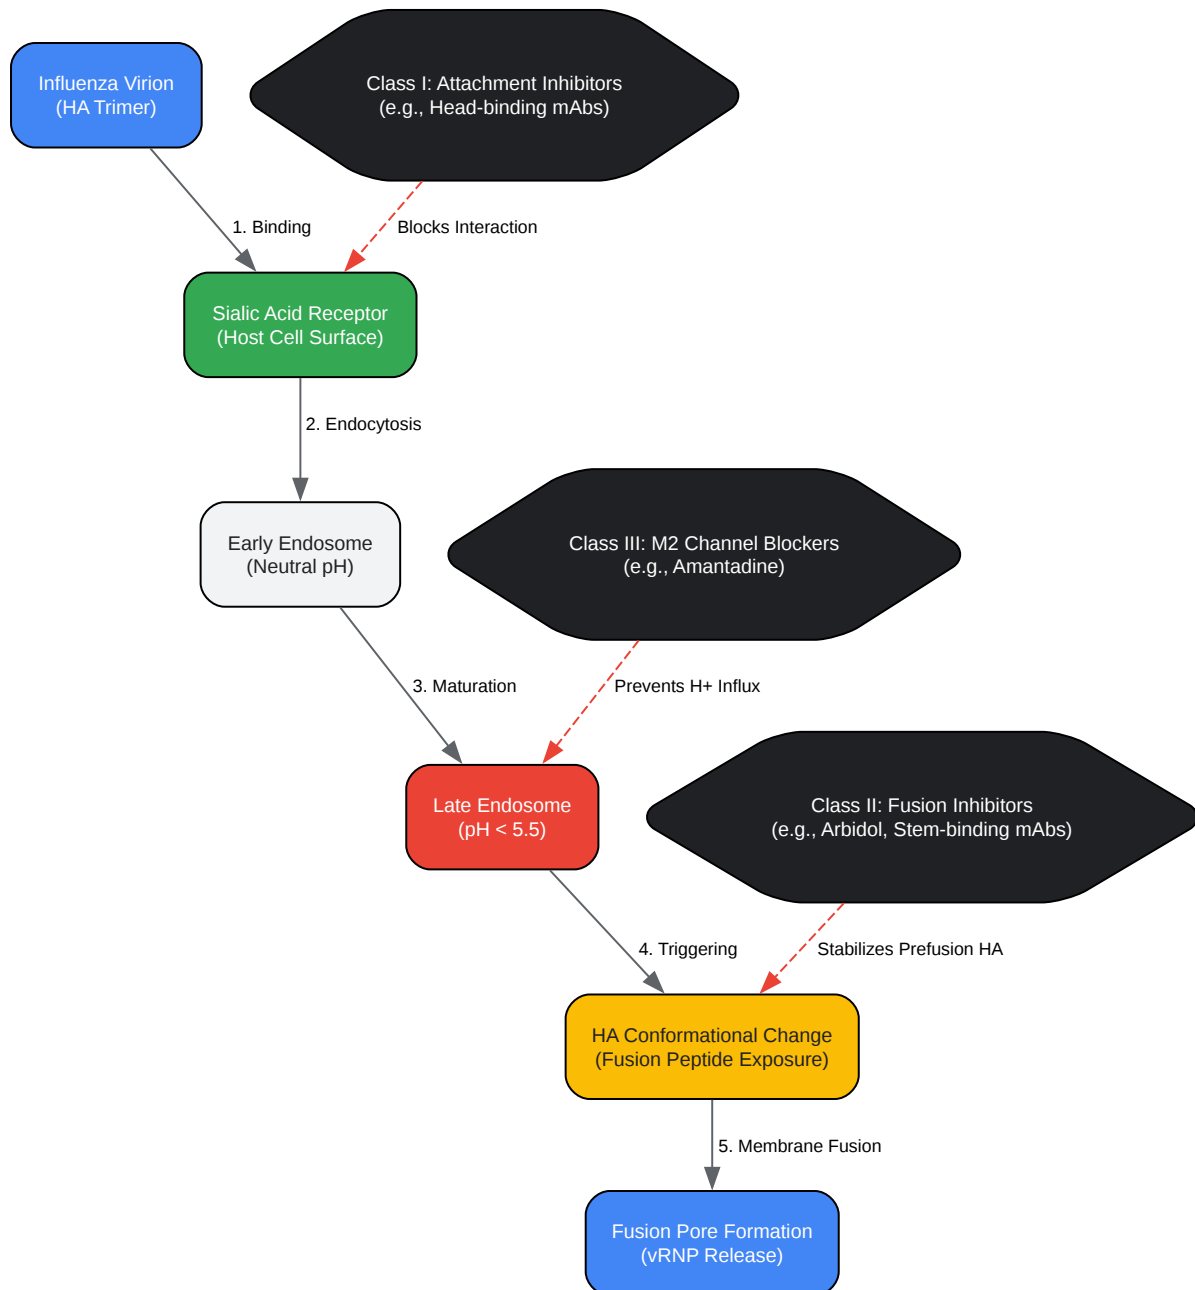 Influenza Virion
(HA Trimer)
Class I: Attachment Inhibitors
(e.g., Head-binding mAbs)
1. Binding
Blocks Interaction
Sialic Acid Receptor
(Host Cell Surface)
2. Endocytosis
Early Endosome
(Neutral pH)
Class III: M2 Channel Blockers
(e.g., Amantadine)
3. Maturation
Prevents H+ Influx
Late Endosome
(pH < 5.5)
Class II: Fusion Inhibitors
(e.g., Arbidol, Stem-binding mAbs)
4. Triggering
Stabilizes Prefusion HA
HA Conformational Change
(Fusion Peptide Exposure)
5. Membrane Fusion
Fusion Pore Formation
(vRNP Release)